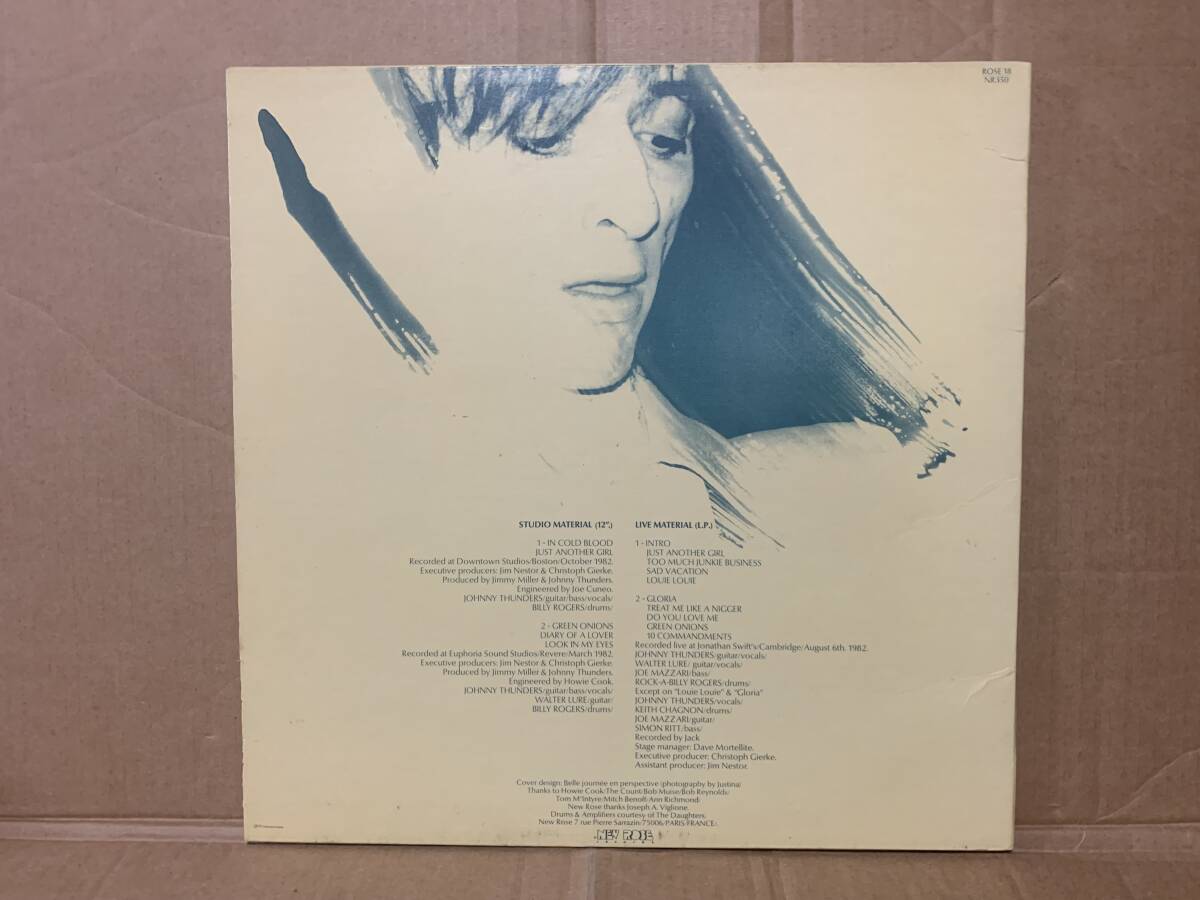 ROSE 18
NR350
STUDIO MATERIAL (12".)
1 - IN COLD BLOOD
JUST ANOTHER GIRL
Recorded at Downtown Studios/Boston/October 1982.
Executive producers: Jim Nestor & Christoph Gierke.
Produced by Jimmy Miller & Johnny Thunders.
Engineered by Joe Cuneo.
JOHNNY THUNDERS/guitar/bass/vocals/
BILLY ROGERS/drums/
2 - GREEN ONIONS
DIARY OF A LOVER
LOOK IN MY EYES
Recorded at Euphoria Sound Studios/Revere/March 1982.
Executive producers: Jim Nestor & Christoph Gierke.
Produced by Jimmy Miller & Johnny Thunders.
Engineered by Howie Cook.
JOHNNY THUNDERS/guitar/bass/vocals/
WALTER LURE/guitar/
BILLY ROGERS/drums/
LIVE MATERIAL (L.P.)
1 - INTRO
JUST ANOTHER GIRL
TOO MUCH JUNKIE BUSINESS
SAD VACATION
LOUIE LOUIE
2 - GLORIA
TREAT ME LIKE A NIGGER
DO YOU LOVE ME
GREEN ONIONS
10 COMMANDMENTS
Recorded live at Jonathan Swift's/Cambridge/August 6th. 1982.
JOHNNY THUNDERS/guitar/vocals/
WALTER LURE/ guitar/vocals/
JOE MAZZARI/bass/
ROCK-A-BILLY ROGERS/drums/
Except on "Louie Louie" & "Gloria"
JOHNNY THUNDERS/vocals/
KEITH CHAGNON/drums/
JOE MAZZARI/guitar/
SIMON RITT/bass/
Recorded by Jack
Stage manager: Dave Mortellite.
Executive producer: Christoph Gierke.
Assistant producer: Jim Nestor.
Cover design: Belle journée en perspective (photography by Justina)
Thanks to Howie Cook/The Count/Bob Muise/Bob Reynolds/
Tom M'Intyre/Mitch Benoff/Ann Richmond/
New Rose thanks Joseph A. Viglione.
Drums & Amplifiers courtesy of The Daughters.
New Rose 7 rue Pierre Sarrazin/75006/PARIS/FRANCE/.
NEW ROSE
RECORDS